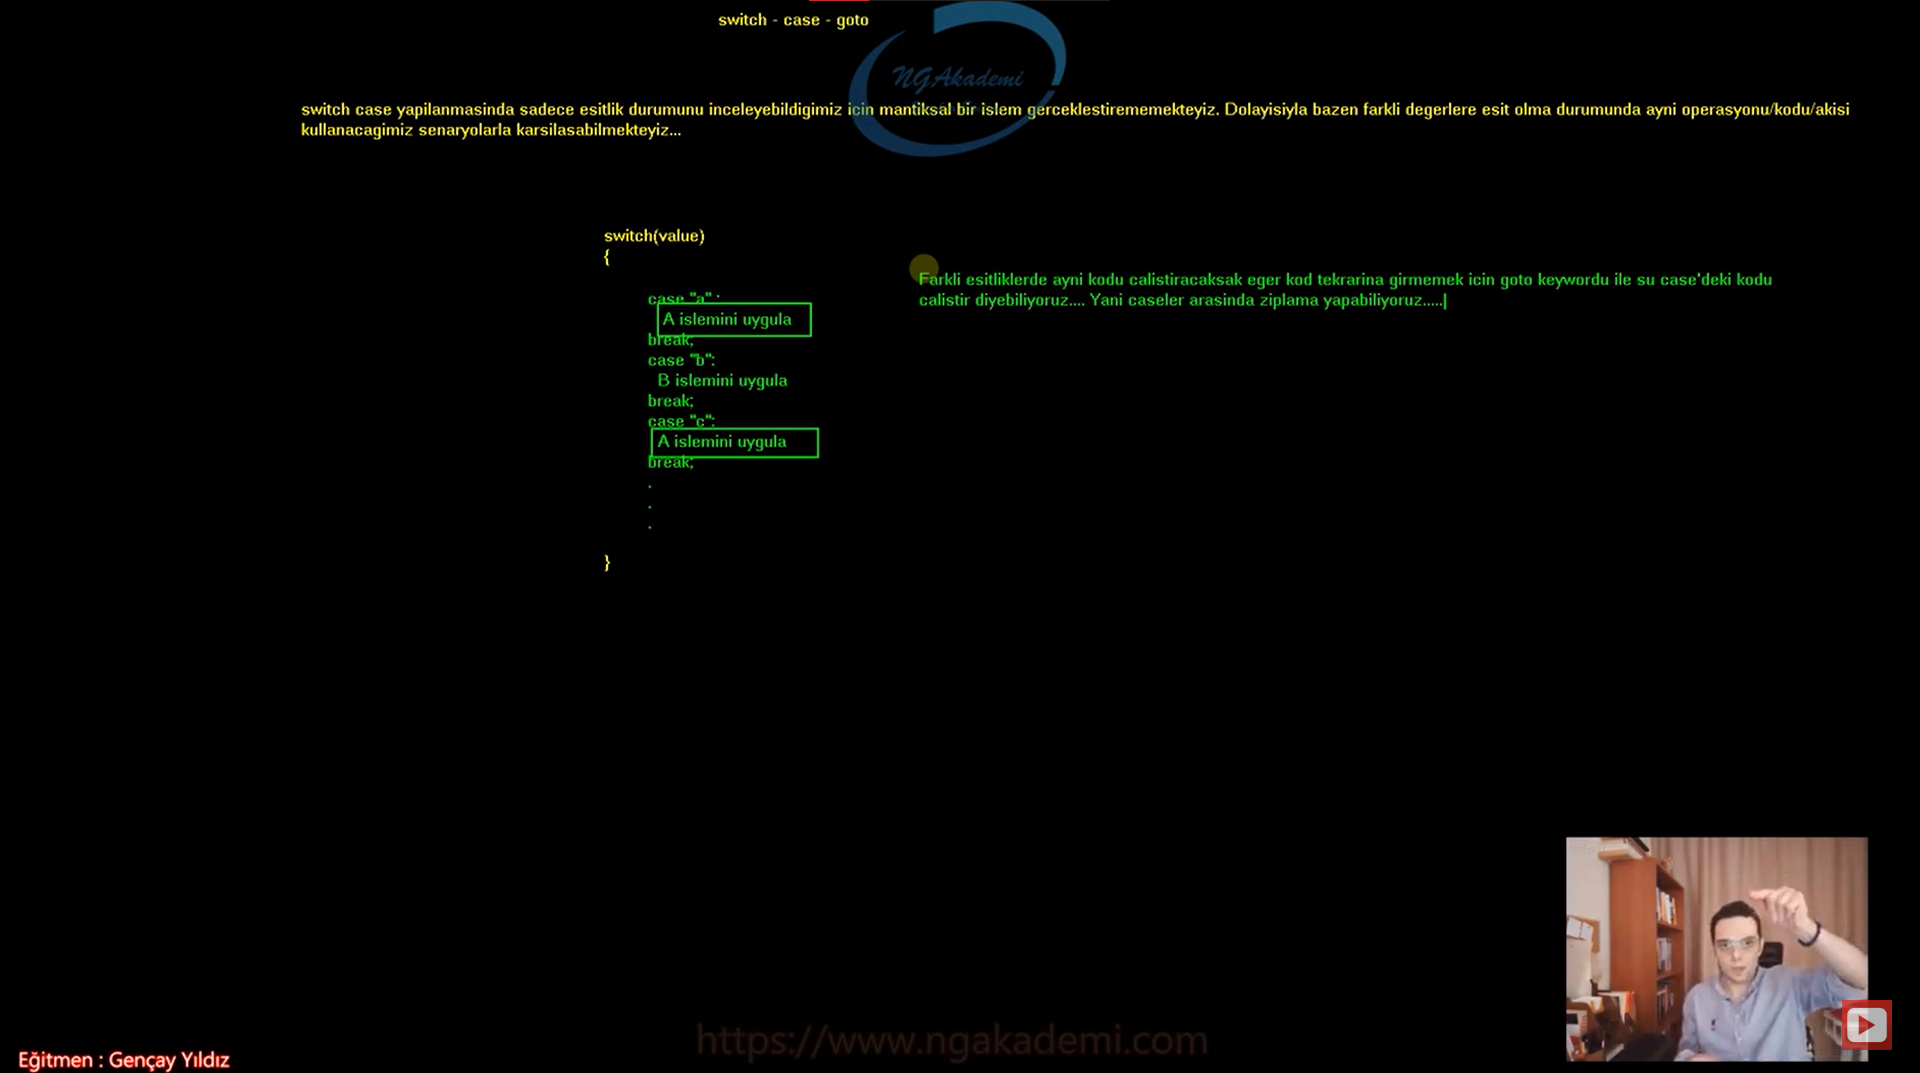 switch - case - goto
NGAkademi
switch case yapilanmasinda sadece esitlik durumunu inceleyebildigimiz icin mantiksal bir islem gerceklestirememekteyiz. Dolayisiyla bazen farkli degerlere esit olma durumunda ayni operasyonu/kodu/akisi
kullanacagimiz senaryolarla karsilasabilmekteyiz...
switch(value)
{
case "a" :
A islemini uygula
break;
case "b":
B islemini uygula
break;
case "c":
A islemini uygula
break;
.
.
.
}
Farkli esitliklerde ayni kodu calistiracaksak eger kod tekrarina girmemek icin goto keywordu ile su case'deki kodu
calistir diyebiliyoruz.... Yani caseler arasinda ziplama yapabiliyoruz.....
https://www.ngakademi.com
Eğitmen : Gençay Yıldız